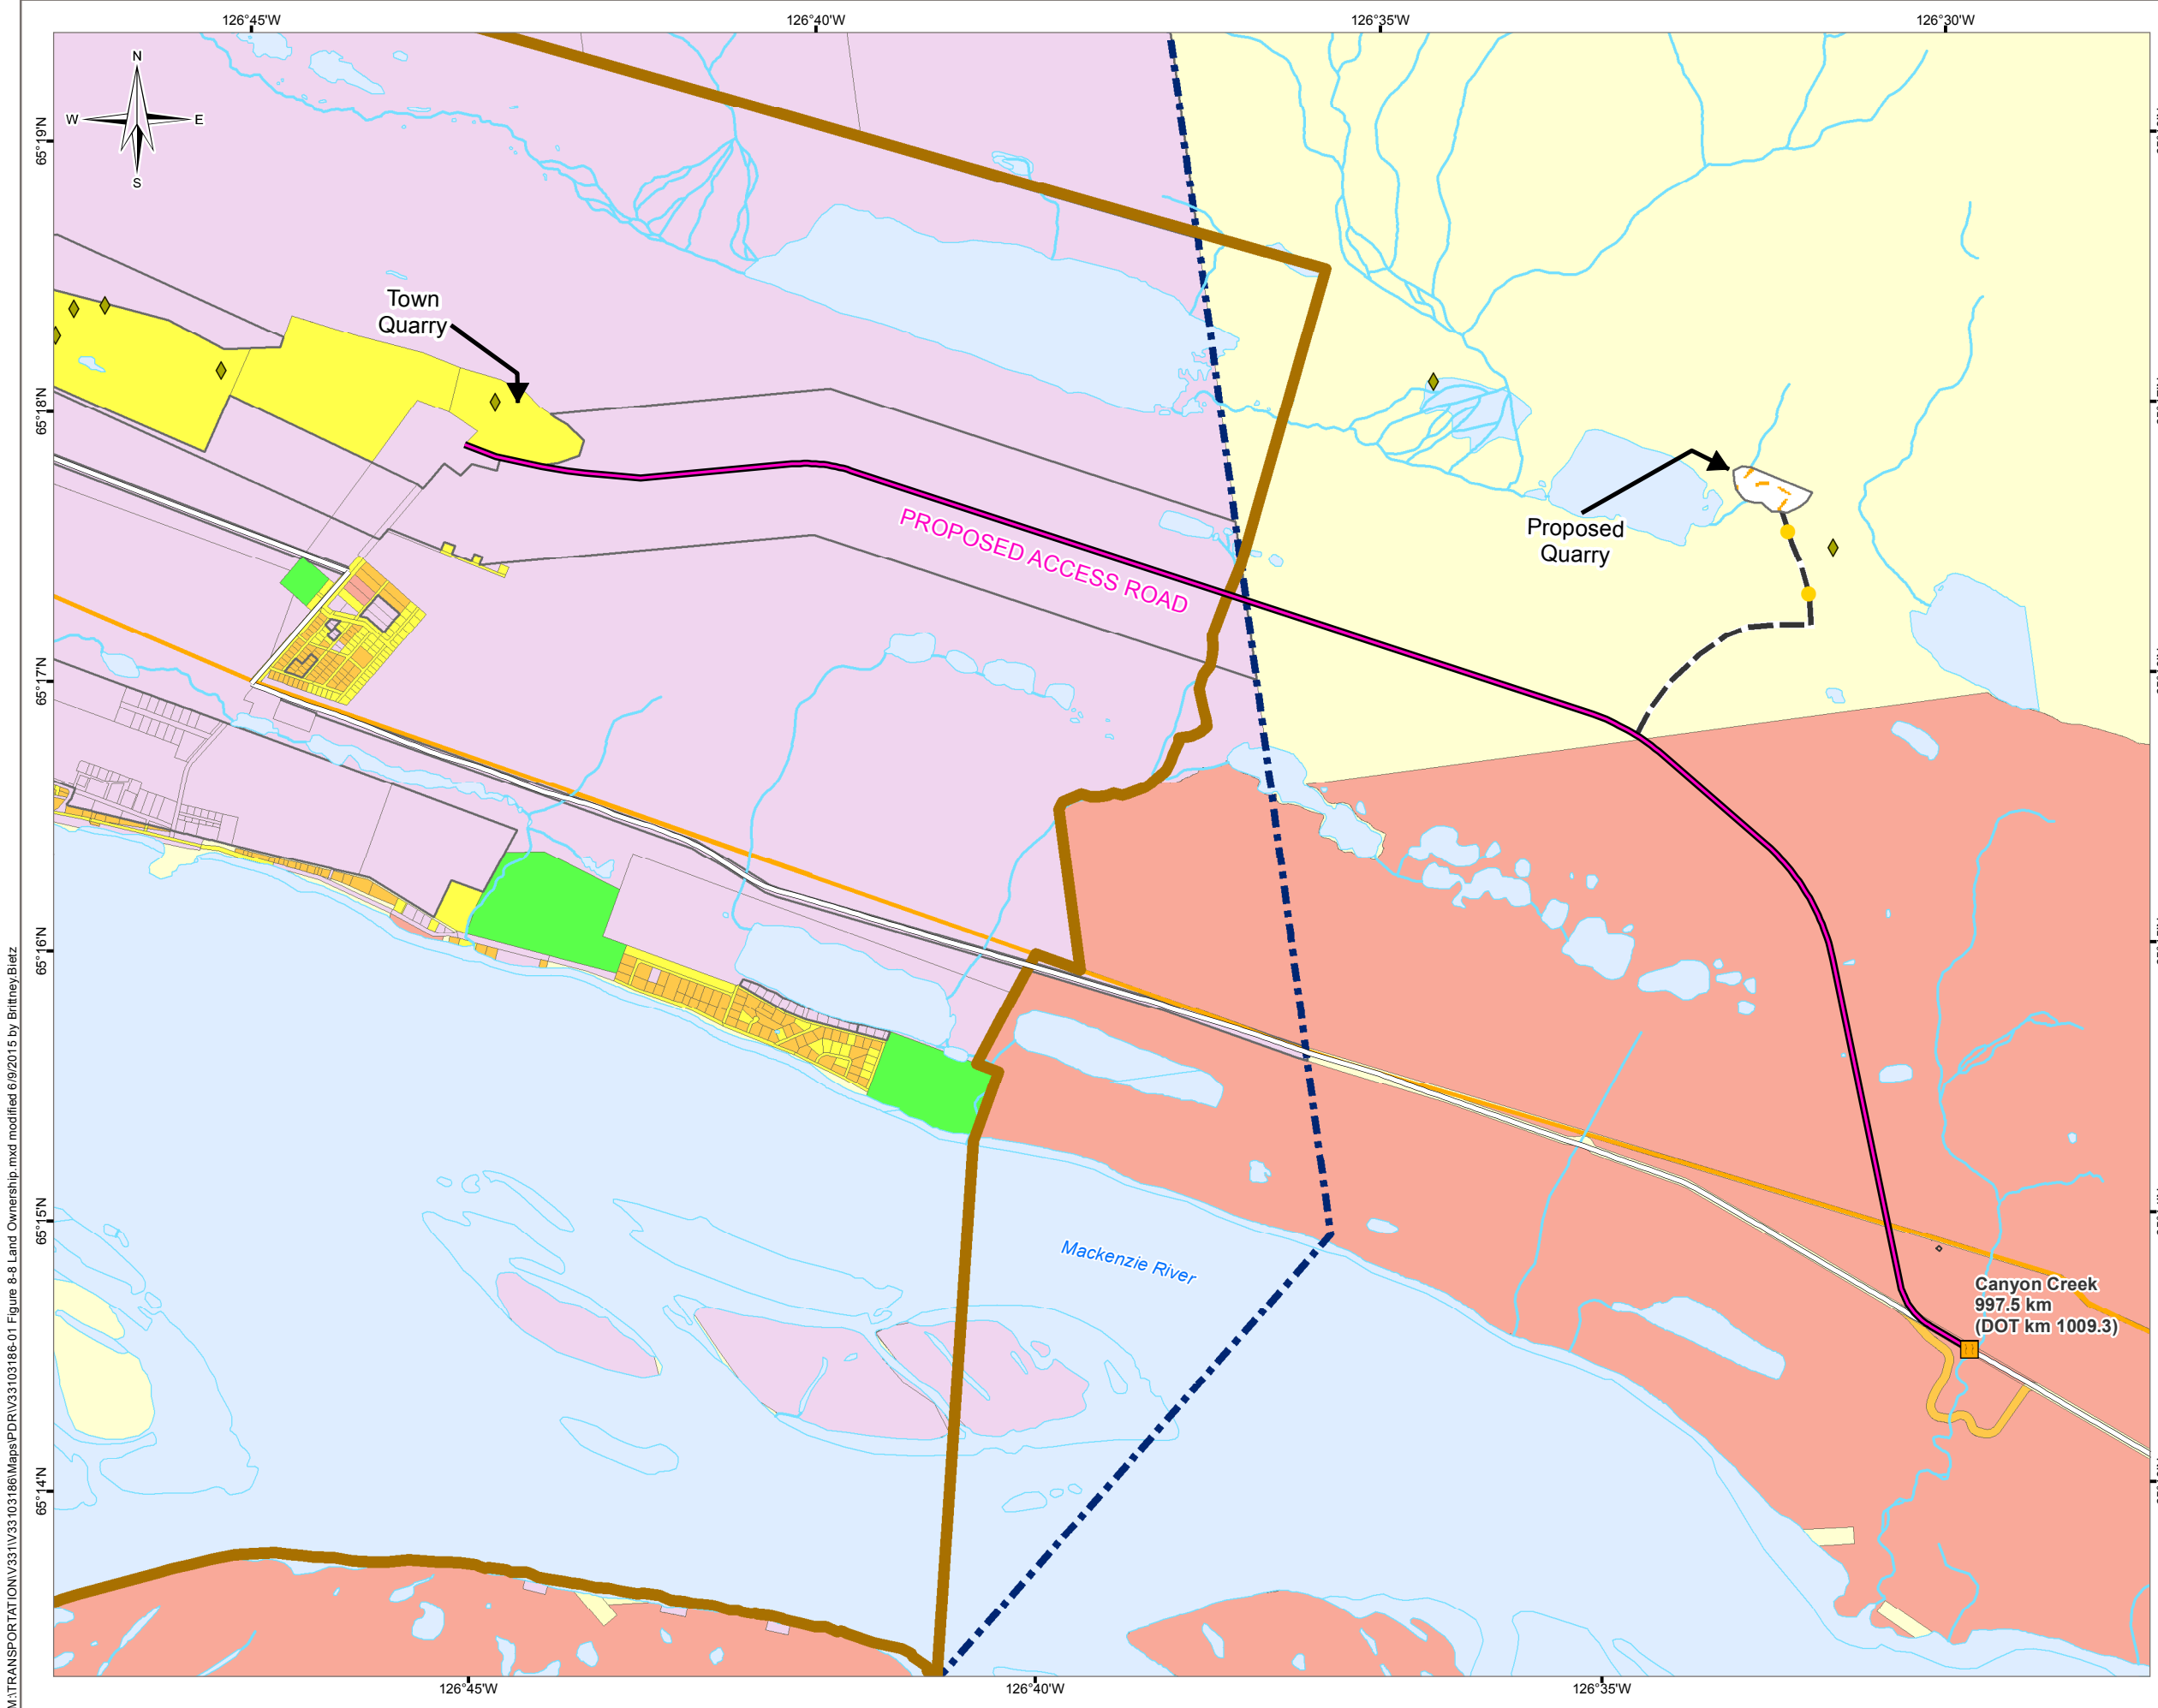 126°45'W
126°40'W
126°35'W
126°30'W
N
W
E
S
65°19'N
65°18'N
65°17'N
65°16'N
65°15'N
65°14'N
Town
Quarry
Proposed
Quarry
PROPOSED ACCESS ROAD
Mackenzie River
Canyon Creek
997.5 km
(DOT km 1009.3)
126°45'W
126°40'W
126°35'W
M:\TRANSPORTATION\V331\V33103186\Maps\PDR\V33103186-01 Figure 8-8 Land Ownership.mxd modified 6/9/2015 by Brittney.Bietz